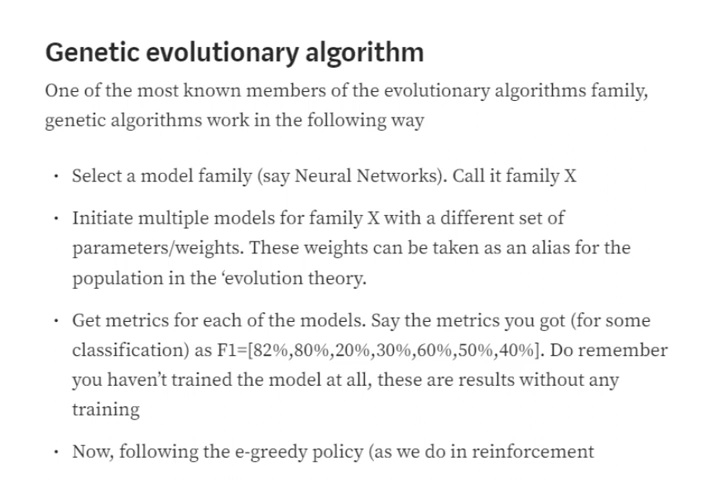 Genetic evolutionary algorithm
One of the most known members of the evolutionary algorithms family,
genetic algorithms work in the following way
• Select a model family (say Neural Networks). Call it family X
• Initiate multiple models for family X with a different set of
parameters/weights. These weights can be taken as an alias for the
population in the ‘evolution theory.
• Get metrics for each of the models. Say the metrics you got (for some
classification) as F1=[82%,80%,20%,30%,60%,50%,40%]. Do remember
you haven’t trained the model at all, these are results without any
training
• Now, following the e-greedy policy (as we do in reinforcement